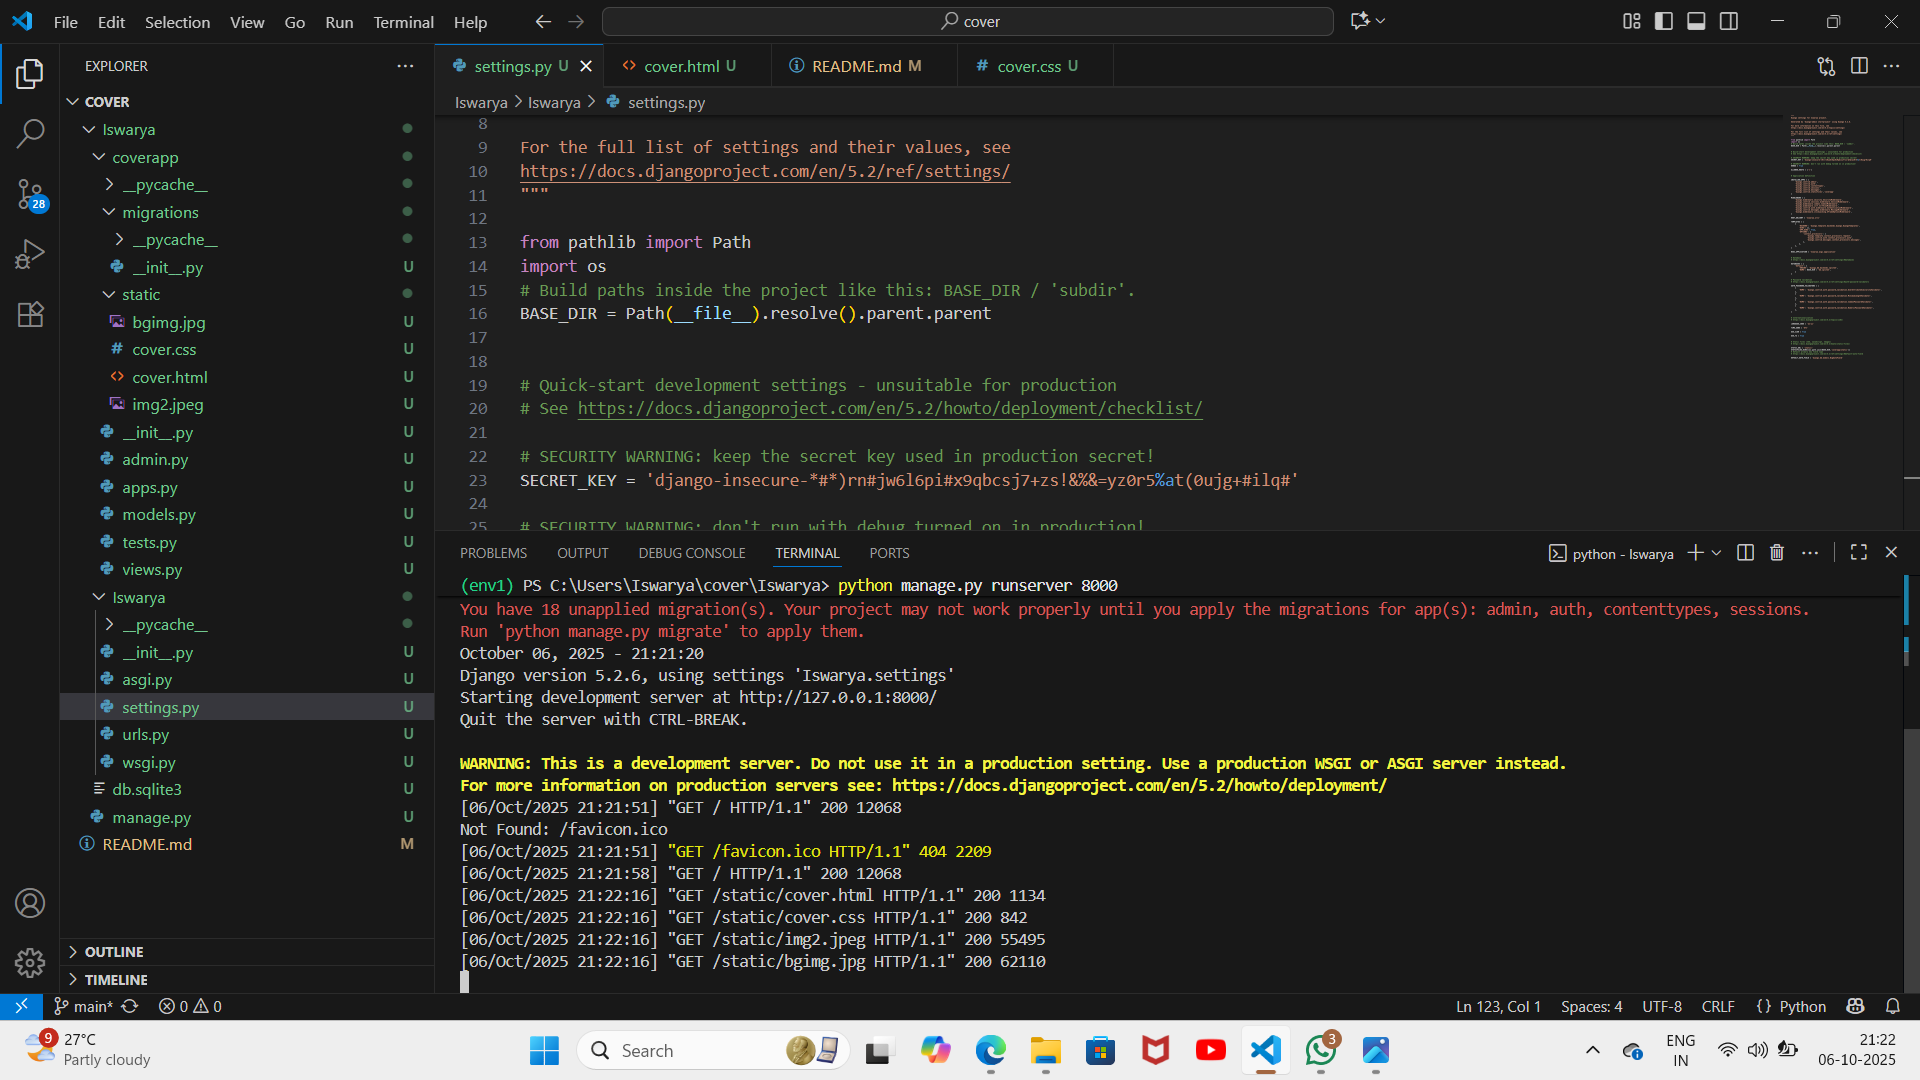 File Edit Selection View Go Run Terminal Help
cover
EXPLORER
COVER
Iswarya
coverapp
__pycache__
migrations
__pycache__
__init__.py U
static
bgimg.jpg U
cover.css U
cover.html U
img2.jpeg U
__init__.py U
admin.py U
apps.py U
models.py U
tests.py U
views.py U
Iswarya
__pycache__
__init__.py U
asgi.py U
settings.py U
urls.py U
wsgi.py U
db.sqlite3 U
manage.py U
README.md M
OUTLINE
TIMELINE
28
settings.py U
cover.html U
README.md M
cover.css U
Iswarya > Iswarya > settings.py
8
9 For the full list of settings and their values, see
10 https://docs.djangoproject.com/en/5.2/ref/settings/
11 """
12
13 from pathlib import Path
14 import os
15 # Build paths inside the project like this: BASE_DIR / 'subdir'.
16 BASE_DIR = Path(__file__).resolve().parent.parent
17
18
19 # Quick-start development settings - unsuitable for production
20 # See https://docs.djangoproject.com/en/5.2/howto/deployment/checklist/
21
22 # SECURITY WARNING: keep the secret key used in production secret!
23 SECRET_KEY = 'django-insecure-*#*)rn#jw6l6pi#x9qbcsj7+zs!&%&=yz0r5%at(0ujg+#ilq#'
24
25 # SECURITY WARNING: don't run with debug turned on in production!
PROBLEMS OUTPUT DEBUG CONSOLE TERMINAL PORTS
python - Iswarya
(env1) PS C:\Users\Iswarya\cover\Iswarya> python manage.py runserver 8000
You have 18 unapplied migration(s). Your project may not work properly until you apply the migrations for app(s): admin, auth, contenttypes, sessions.
Run 'python manage.py migrate' to apply them.
October 06, 2025 - 21:21:20
Django version 5.2.6, using settings 'Iswarya.settings'
Starting development server at http://127.0.0.1:8000/
Quit the server with CTRL-BREAK.
WARNING: This is a development server. Do not use it in a production setting. Use a production WSGI or ASGI server instead.
For more information on production servers see: https://docs.djangoproject.com/en/5.2/howto/deployment/
[06/Oct/2025 21:21:51] "GET / HTTP/1.1" 200 12068
Not Found: /favicon.ico
[06/Oct/2025 21:21:51] "GET /favicon.ico HTTP/1.1" 404 2209
[06/Oct/2025 21:21:58] "GET / HTTP/1.1" 200 12068
[06/Oct/2025 21:22:16] "GET /static/cover.html HTTP/1.1" 200 1134
[06/Oct/2025 21:22:16] "GET /static/cover.css HTTP/1.1" 200 842
[06/Oct/2025 21:22:16] "GET /static/img2.jpeg HTTP/1.1" 200 55495
[06/Oct/2025 21:22:16] "GET /static/bgimg.jpg HTTP/1.1" 200 62110
main* 0 0
Ln 123, Col 1 Spaces: 4 UTF-8 CRLF {} Python
9
27°C
Partly cloudy
Search
3
ENG
IN
21:22
06-10-2025